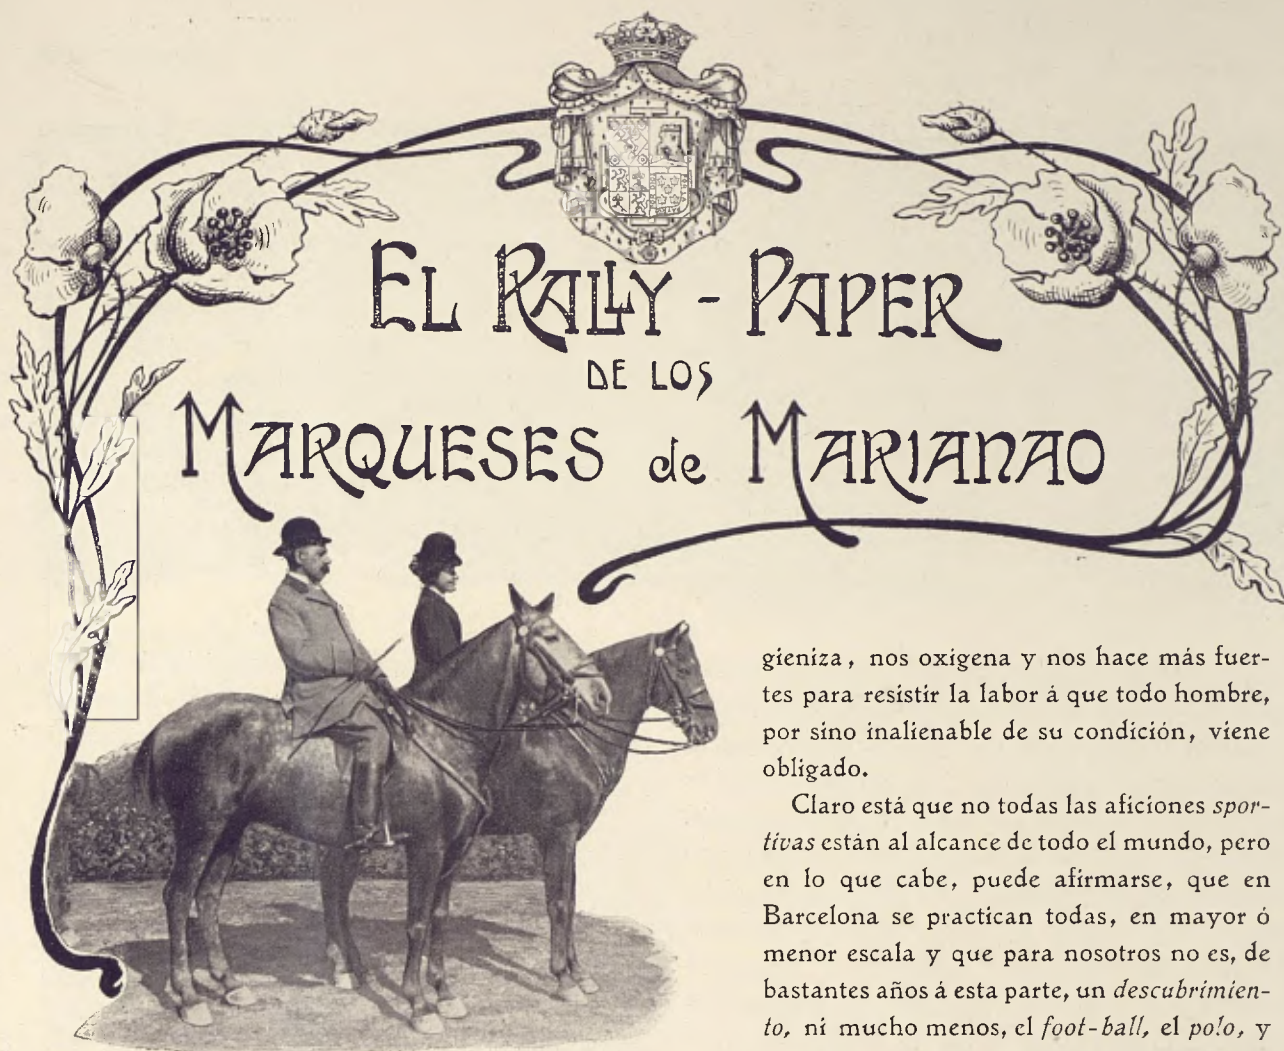 EL RALLY - PAPER
DE LOS
MARQUESES de MARIANAO
gieniza, nos oxigena y nos hace más fuer-
tes para resistir la labor á que todo hombre,
por sino inalienable de su condición, viene
obligado.
Claro está que no todas las aficiones spor-
tivas están al alcance de todo el mundo, pero
en lo que cabe, puede afirmarse, que en
Barcelona se practican todas, en mayor ó
menor escala y que para nosotros no es, de
bastantes años á esta parte, un descubrimien-
to, ni mucho menos, el foot-ball, el polo, y